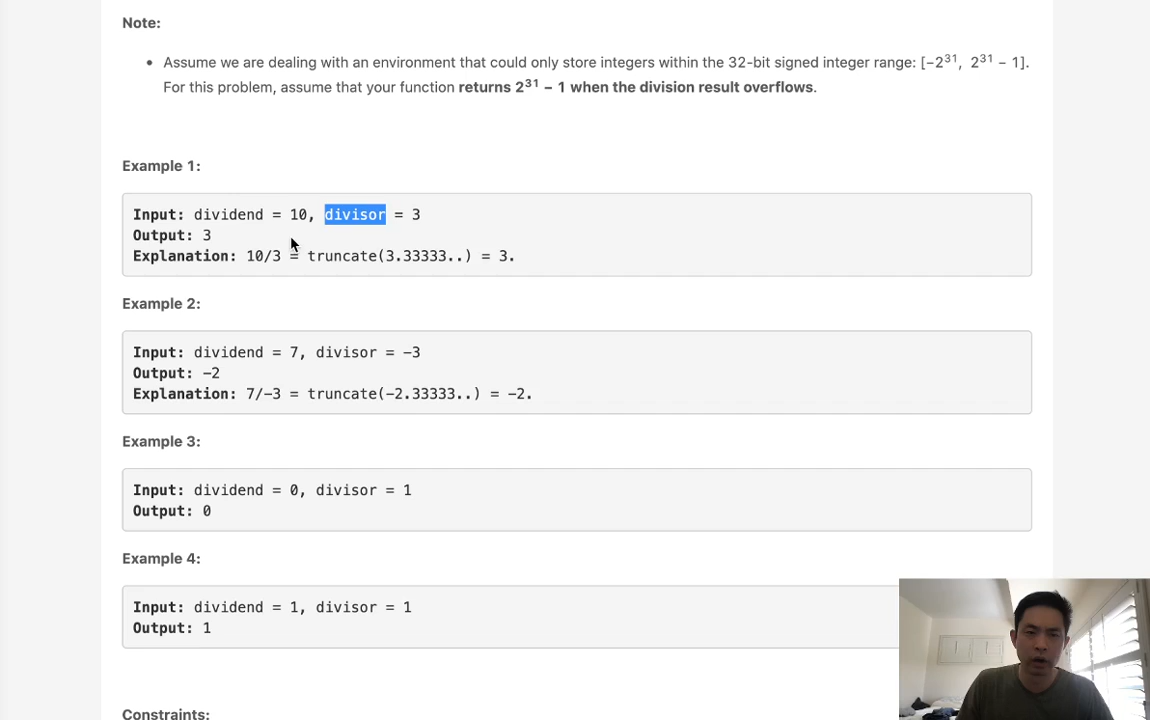 Note:
• Assume we are dealing with an environment that could only store integers within the 32-bit signed integer range: [−2³¹, 2³¹ − 1].
For this problem, assume that your function returns 2³¹ − 1 when the division result overflows.
Example 1:
Input: dividend = 10, divisor = 3
Output: 3
Explanation: 10/3 = truncate(3.33333..) = 3.
Example 2:
Input: dividend = 7, divisor = -3
Output: -2
Explanation: 7/-3 = truncate(-2.33333..) = -2.
Example 3:
Input: dividend = 0, divisor = 1
Output: 0
Example 4:
Input: dividend = 1, divisor = 1
Output: 1
Constraints: